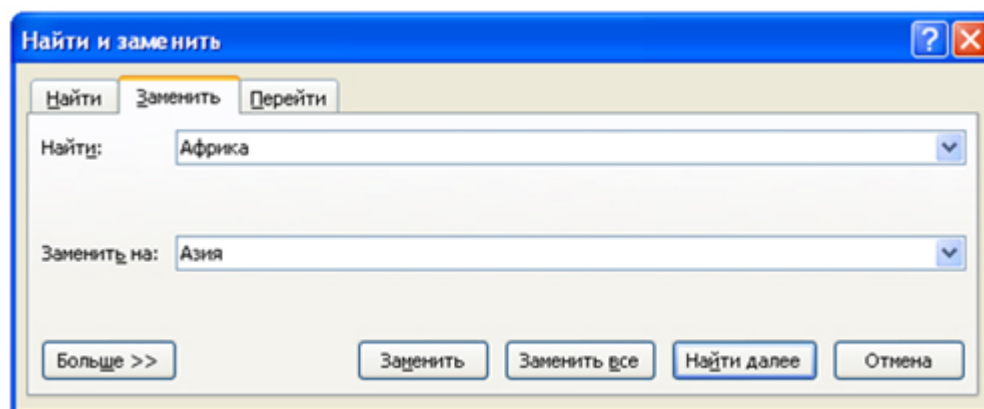 Найти и заменить
Найти Заменить Перейти
Найти: Африка
Заменить на: Азия
Больше >> Заменить Заменить все Найти далее Отмена